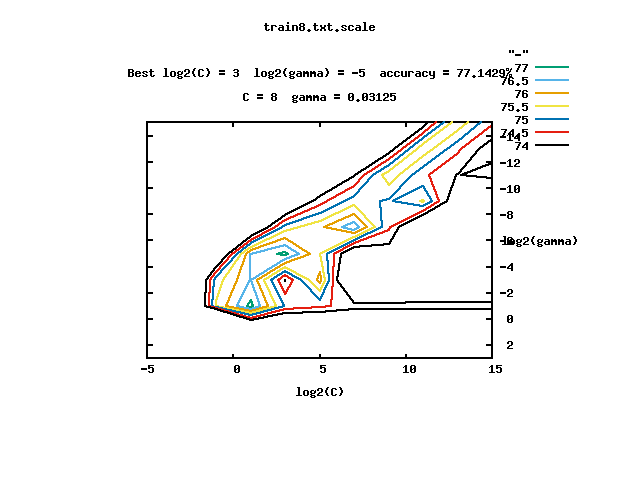 train8.txt.scale
"-"
Best log2(C) = 3  log2(gamma) = -5  accuracy = 77.1429%
77
76.5
C = 8  gamma = 0.03125
76
75.5
75
74.5
74
-14
-12
-10
-8
-6
log2(gamma)
-4
-2
0
2
-5 0 5 10 15
log2(C)